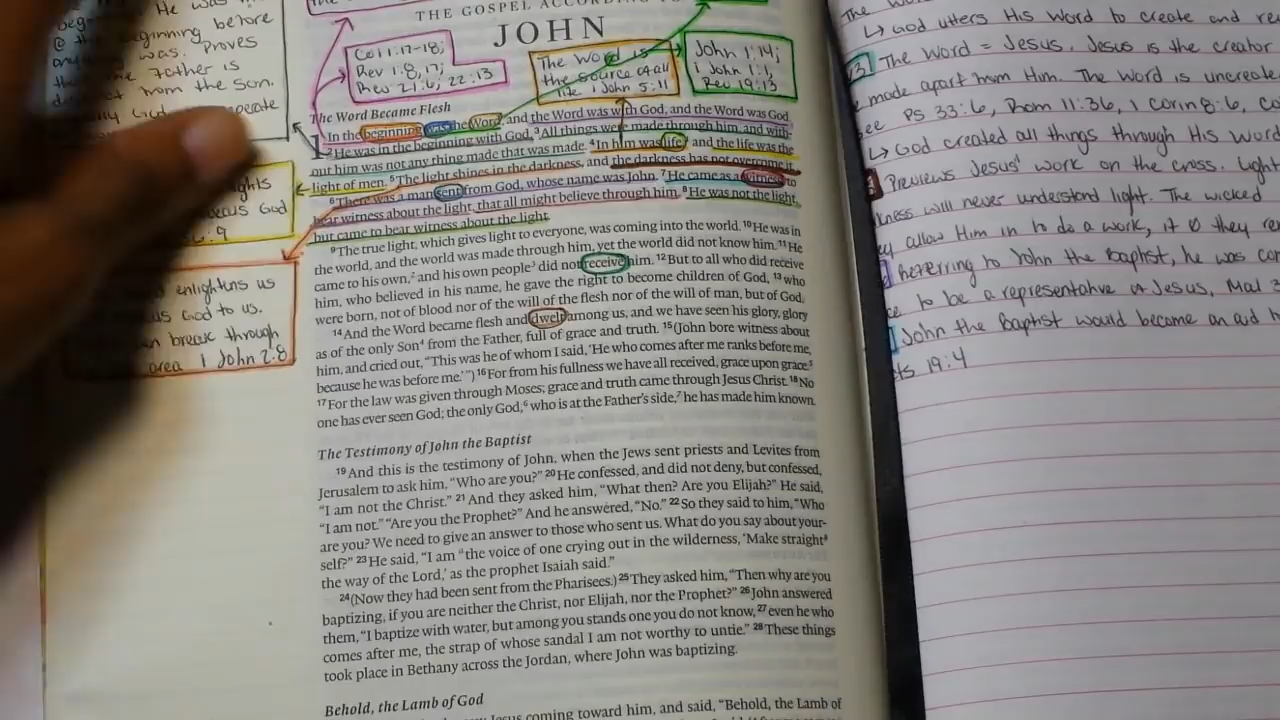 He was
beginning before
was. Proves
Father is
from the Son.
THE GOSPEL
JOHN
Col 1:17-18;
Rev 1:8, 17;
Rev 21:6; 22:13
The Word is
the source of all
life 1 John 5:11
John 1:14;
1 John 1:1,
Rev 19:13
enlightens us
us God to us.
break through
area 1 John 2:8
The Word Became Flesh
1 In the beginning was the Word, and the Word was with God, and the Word was God.
2 He was in the beginning with God. 3 All things were made through him, and with-
out him was not any thing made that was made. 4 In him was life, and the life was the
light of men. 5 The light shines in the darkness, and the darkness has not overcome it.
6 There was a man sent from God, whose name was John. 7 He came as a witness, to
bear witness about the light, that all might believe through him. 8 He was not the light,
but came to bear witness about the light.
9 The true light, which gives light to everyone, was coming into the world. 10 He was in
the world, and the world was made through him, yet the world did not know him. 11 He
came to his own,2 and his own people3 did not receive him. 12 But to all who did receive
him, who believed in his name, he gave the right to become children of God, 13 who
were born, not of blood nor of the will of the flesh nor of the will of man, but of God.
14 And the Word became flesh and dwelt among us, and we have seen his glory, glory
as of the only Son4 from the Father, full of grace and truth. 15 (John bore witness about
him, and cried out, “This was he of whom I said, ‘He who comes after me ranks before me,
because he was before me.’”) 16 For from his fullness we have all received, grace upon grace.5
17 For the law was given through Moses; grace and truth came through Jesus Christ. 18 No
one has ever seen God; the only God,6 who is at the Father's side,7 he has made him known.
The Testimony of John the Baptist
19 And this is the testimony of John, when the Jews sent priests and Levites from
Jerusalem to ask him, “Who are you?” 20 He confessed, and did not deny, but confessed,
“I am not the Christ.” 21 And they asked him, “What then? Are you Elijah?” He said,
“I am not.” “Are you the Prophet?” And he answered, “No.” 22 So they said to him, “Who
are you? We need to give an answer to those who sent us. What do you say about your-
self?” 23 He said, “I am the voice of one crying out in the wilderness, ‘Make straight8
the way of the Lord,’ as the prophet Isaiah said.”
24 (Now they had been sent from the Pharisees.) 25 They asked him, “Then why are you
baptizing, if you are neither the Christ, nor Elijah, nor the Prophet?” 26 John answered
them, “I baptize with water, but among you stands one you do not know, 27 even he who
comes after me, the strap of whose sandal I am not worthy to untie.” 28 These things
took place in Bethany across the Jordan, where John was baptizing.
Behold, the Lamb of God
Jesus coming toward him, and said, “Behold, the Lamb of
↳ God utters His Word to create and
The Word = Jesus. Jesus is the creator
made apart from Him. The Word is
Ps 33:6, Rom 11:36, 1 Corin 8:6,
↳ God created all things through His Word
Previews Jesus' work on the cross. Light
will never understand light. The wicked
allow Him in to do a work, if they
Referring to John the Baptist, he was
to be a representative of Jesus, Mal
John the Baptist would become an aid
19:4